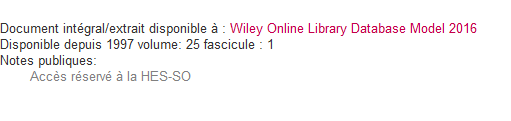 Document intégral/extrait disponible à : Wiley Online Library Database Model 2016
Disponible depuis 1997 volume: 25 fascicule : 1
Notes publiques:
Accès réservé à la HES-SO